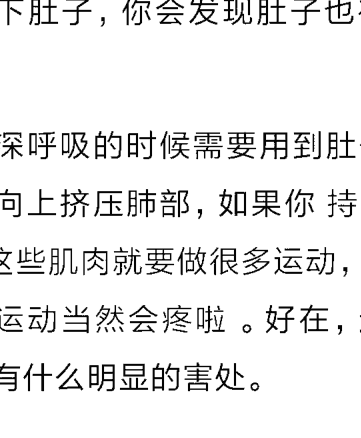 下肚子，你会发现肚子也
深呼吸的时候需要用到肚
向上挤压肺部，如果你 持
这些肌肉就要做很多运动，
运动当然会疼啦 。好在，
有什么明显的害处。